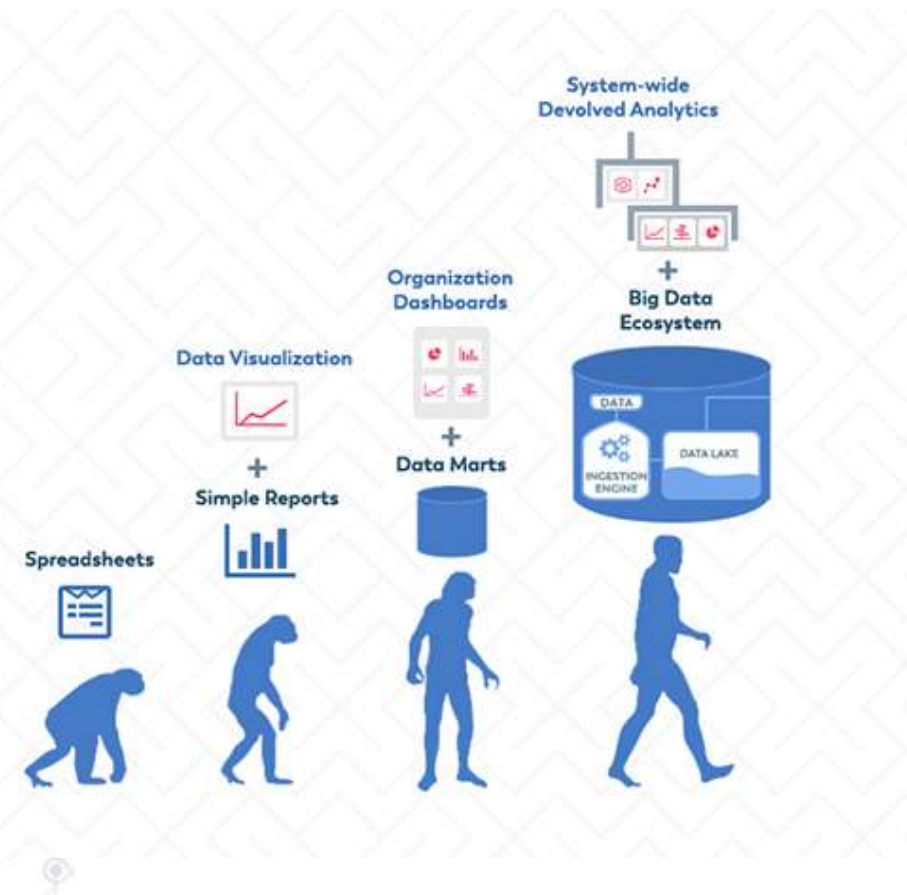 System-wide
Devolved Analytics
Big Data
Ecosystem
DATA
INGESTION
ENGINE
DATA LAKE
Organization
Dashboards
Data Marts
Data Visualization
Simple Reports
Spreadsheets